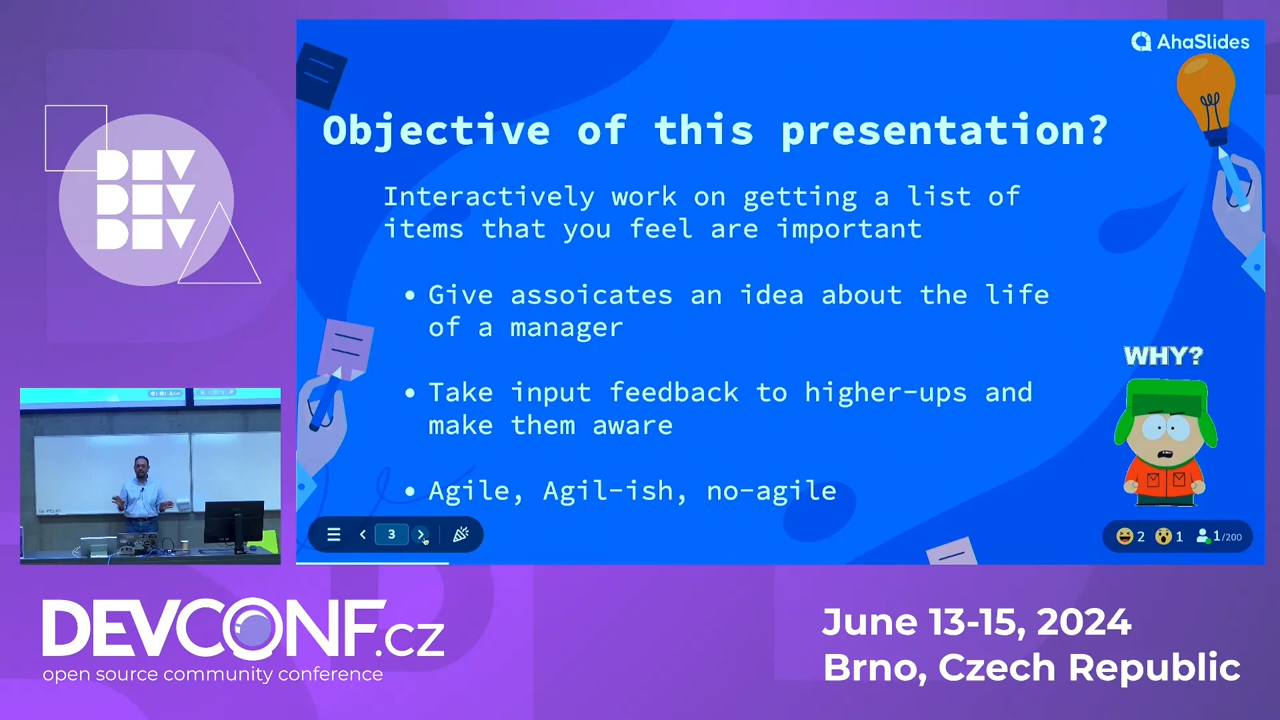 AhaSlides
DEV
DEV
DEV
Objective of this presentation?
Interactively work on getting a list of
items that you feel are important
• Give assoicates an idea about the life
of a manager
• Take input feedback to higher-ups and
make them aware
• Agile, Agil-ish, no-agile
WHY?
3
2
1
1/200
DEVCONF.cz
open source community conference
June 13-15, 2024
Brno, Czech Republic